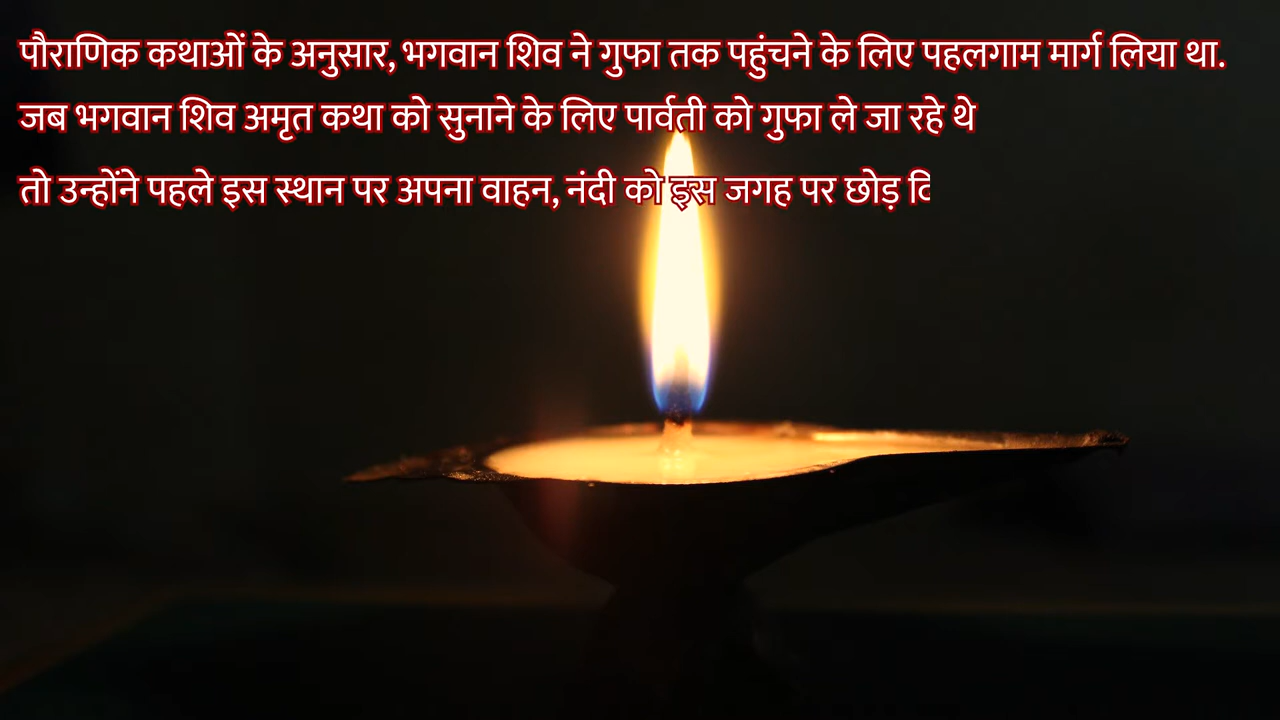 पौराणिक कथाओं के अनुसार, भगवान शिव ने गुफा तक पहुंचने के लिए पहलगाम मार्ग लिया था.
जब भगवान शिव अमृत कथा को सुनाने के लिए पार्वती को गुफा ले जा रहे थे
तो उन्होंने पहले इस स्थान पर अपना वाहन, नंदी को इस जगह पर छोड़